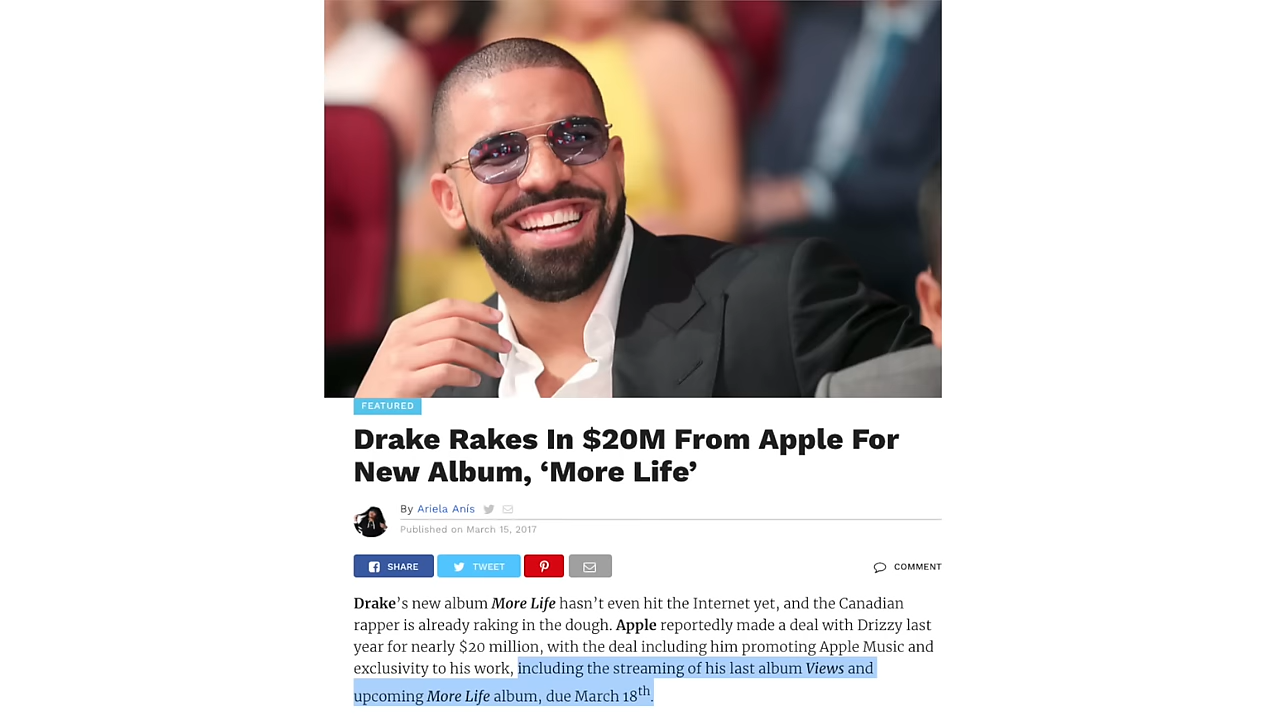 FEATURED
Drake Rakes In $20M From Apple For
New Album, ‘More Life’
By Ariela Anís
Published on March 15, 2017
SHARE
TWEET
COMMENT
Drake’s new album More Life hasn’t even hit the Internet yet, and the Canadian
rapper is already raking in the dough. Apple reportedly made a deal with Drizzy last
year for nearly $20 million, with the deal including him promoting Apple Music and
exclusivity to his work, including the streaming of his last album Views and
upcoming More Life album, due March 18th.